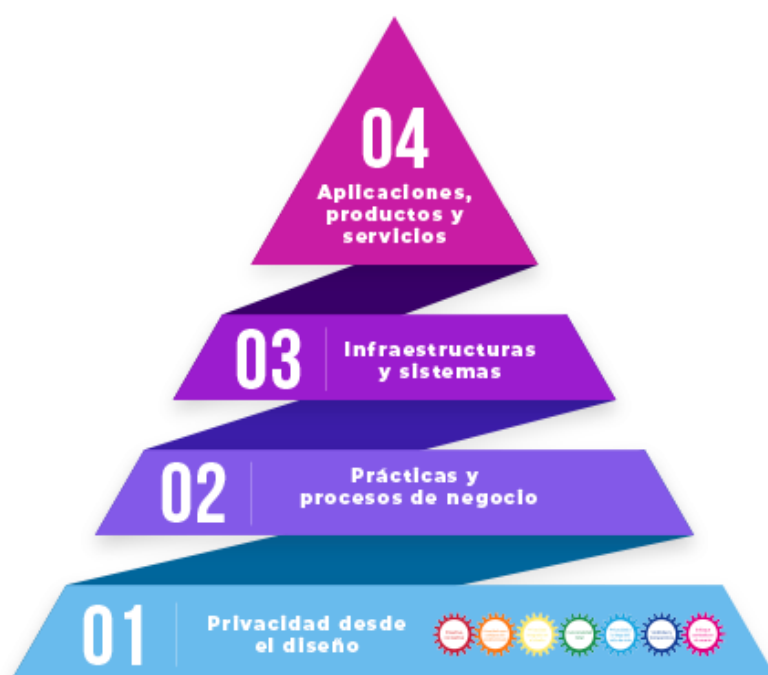 04
Aplicaciones,
productos y
servicios
03
Infraestructuras
y sistemas
02
Prácticas y
procesos de negocio
01
Privacidad desde
el diseño